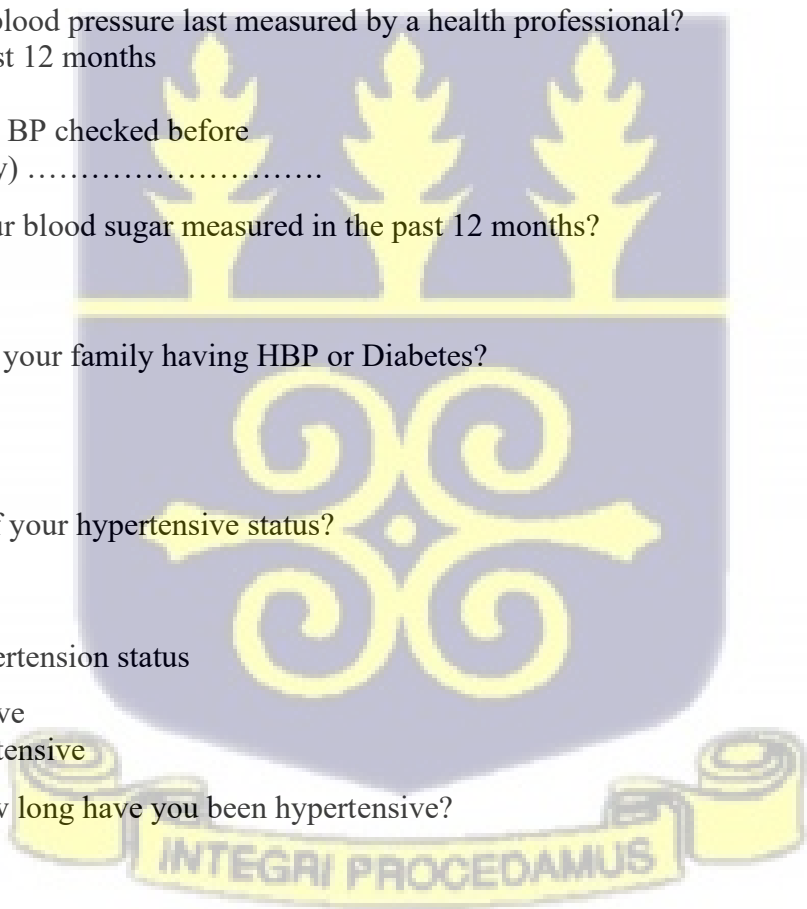 blood pressure last measured by a health professional?
st 12 months
BP checked before
y) ………………………….
ur blood sugar measured in the past 12 months?
your family having HBP or Diabetes?
f your hypertensive status?
ertension status
ve
tensive
w long have you been hypertensive?
INTEGRI PROCEDAMUS